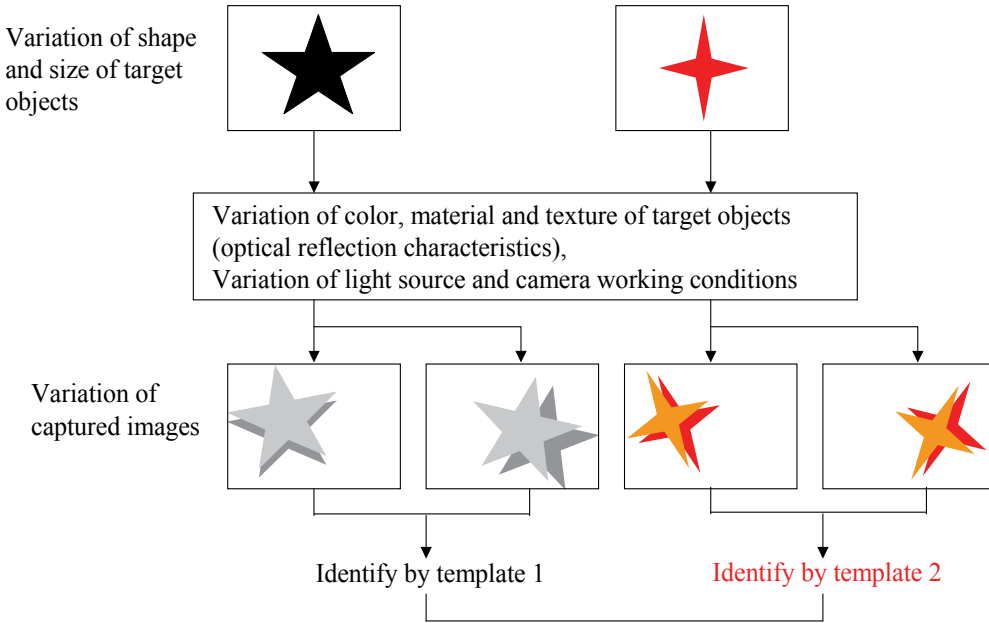 Variation of shape
and size of target
objects
Variation of color, material and texture of target objects
(optical reflection characteristics),
Variation of light source and camera working conditions
Variation of
captured images
Identify by template 1
Identify by template 2